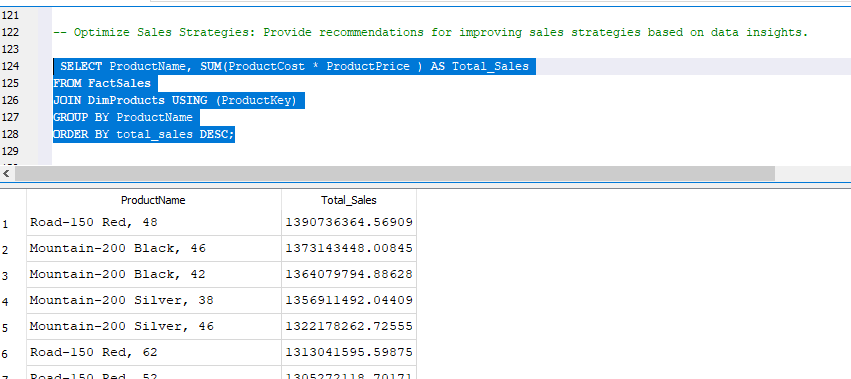 121
122 -- Optimize Sales Strategies: Provide recommendations for improving sales strategies based on data insights.
123
124 SELECT ProductName, SUM(ProductCost * ProductPrice ) AS Total_Sales
125 FROM FactSales
126 JOIN DimProducts USING (ProductKey)
127 GROUP BY ProductName
128 ORDER BY total_sales DESC;
129
ProductName Total_Sales
1 Road-150 Red, 48 1390736364.56909
2 Mountain-200 Black, 46 1373143448.00845
3 Mountain-200 Black, 42 1364079794.88628
4 Mountain-200 Silver, 38 1356911492.04409
5 Mountain-200 Silver, 46 1322178262.72555
6 Road-150 Red, 62 1313041595.59875
7 Road-150 Red, 52 1305272118.70171